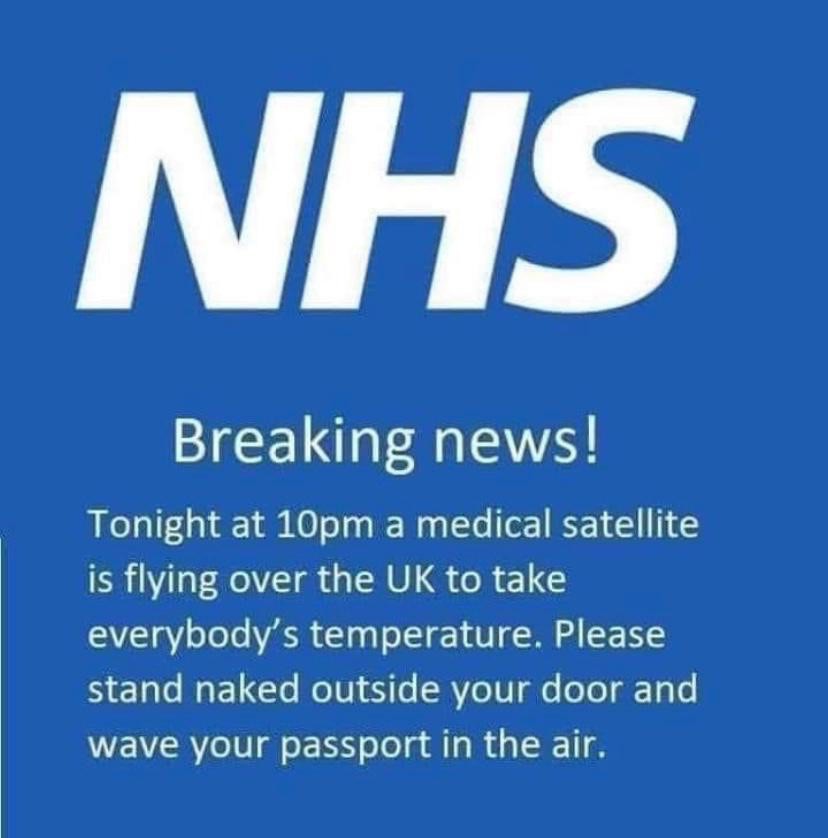 NHS
Breaking news!
Tonight at 10pm a medical satellite
is flying over the UK to take
everybody’s temperature. Please
stand naked outside your door and
wave your passport in the air.